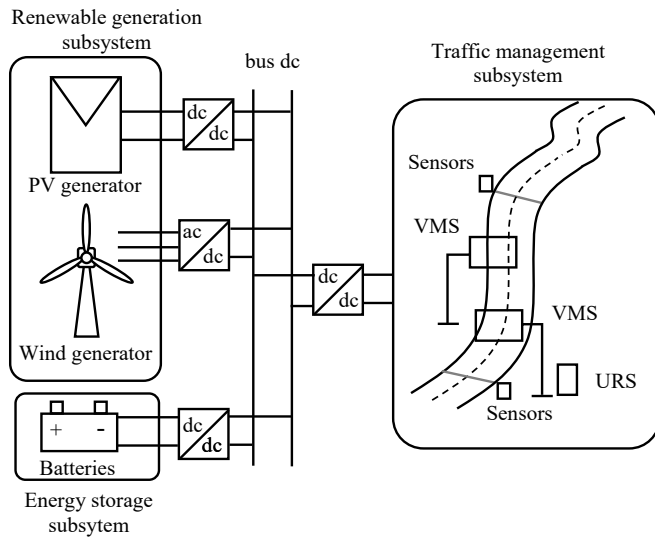 Renewable generation
subsystem
bus dc
Traffic management
subsystem
dc
dc
PV generator
Sensors
ac
dc
VMS
Wind generator
dc
dc
VMS
URS
Sensors
+ -
dc
dc
Batteries
Energy storage
subsytem